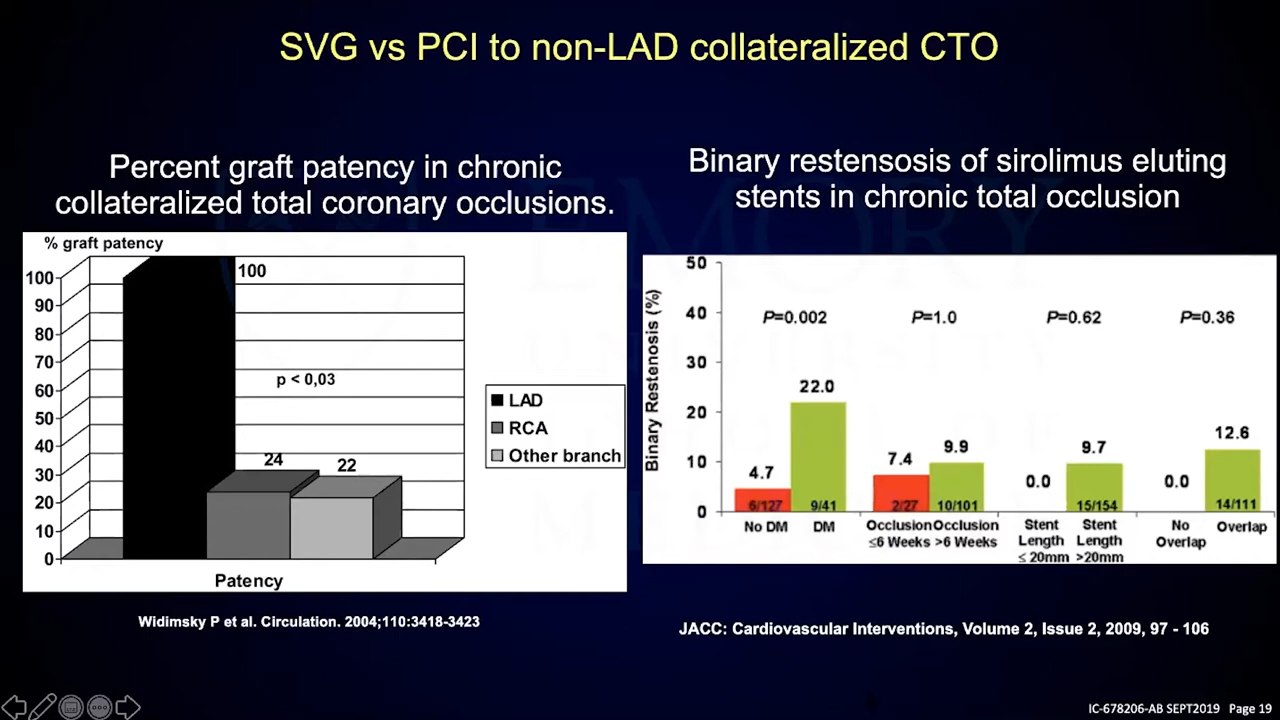 SVG vs PCI to non-LAD collateralized CTO
Percent graft patency in chronic
collateralized total coronary occlusions.
% graft patency
100
90
80
70
60
50
40
30
20
10
0
100
p < 0,03
24
22
LAD
RCA
Other branch
Patency
Widimsky P et al. Circulation. 2004;110:3418-3423
Binary restensosis of sirolimus eluting
stents in chronic total occlusion
Binary Restenosis (%)
50
40
30
20
10
0
P=0.002 P=1.0 P=0.62 P=0.36
4.7 22.0 7.4 9.9 0.0 9.7 0.0 12.6
6/127 9/41 2/27 10/101 15/154 14/111
No DM DM
Occlusion ≤6 Weeks
Occlusion >6 Weeks
Stent Length ≤ 20mm
Stent Length >20mm
No Overlap
Overlap
JACC: Cardiovascular Interventions, Volume 2, Issue 2, 2009, 97 - 106
IC-678206-AB SEPT2019 Page 19